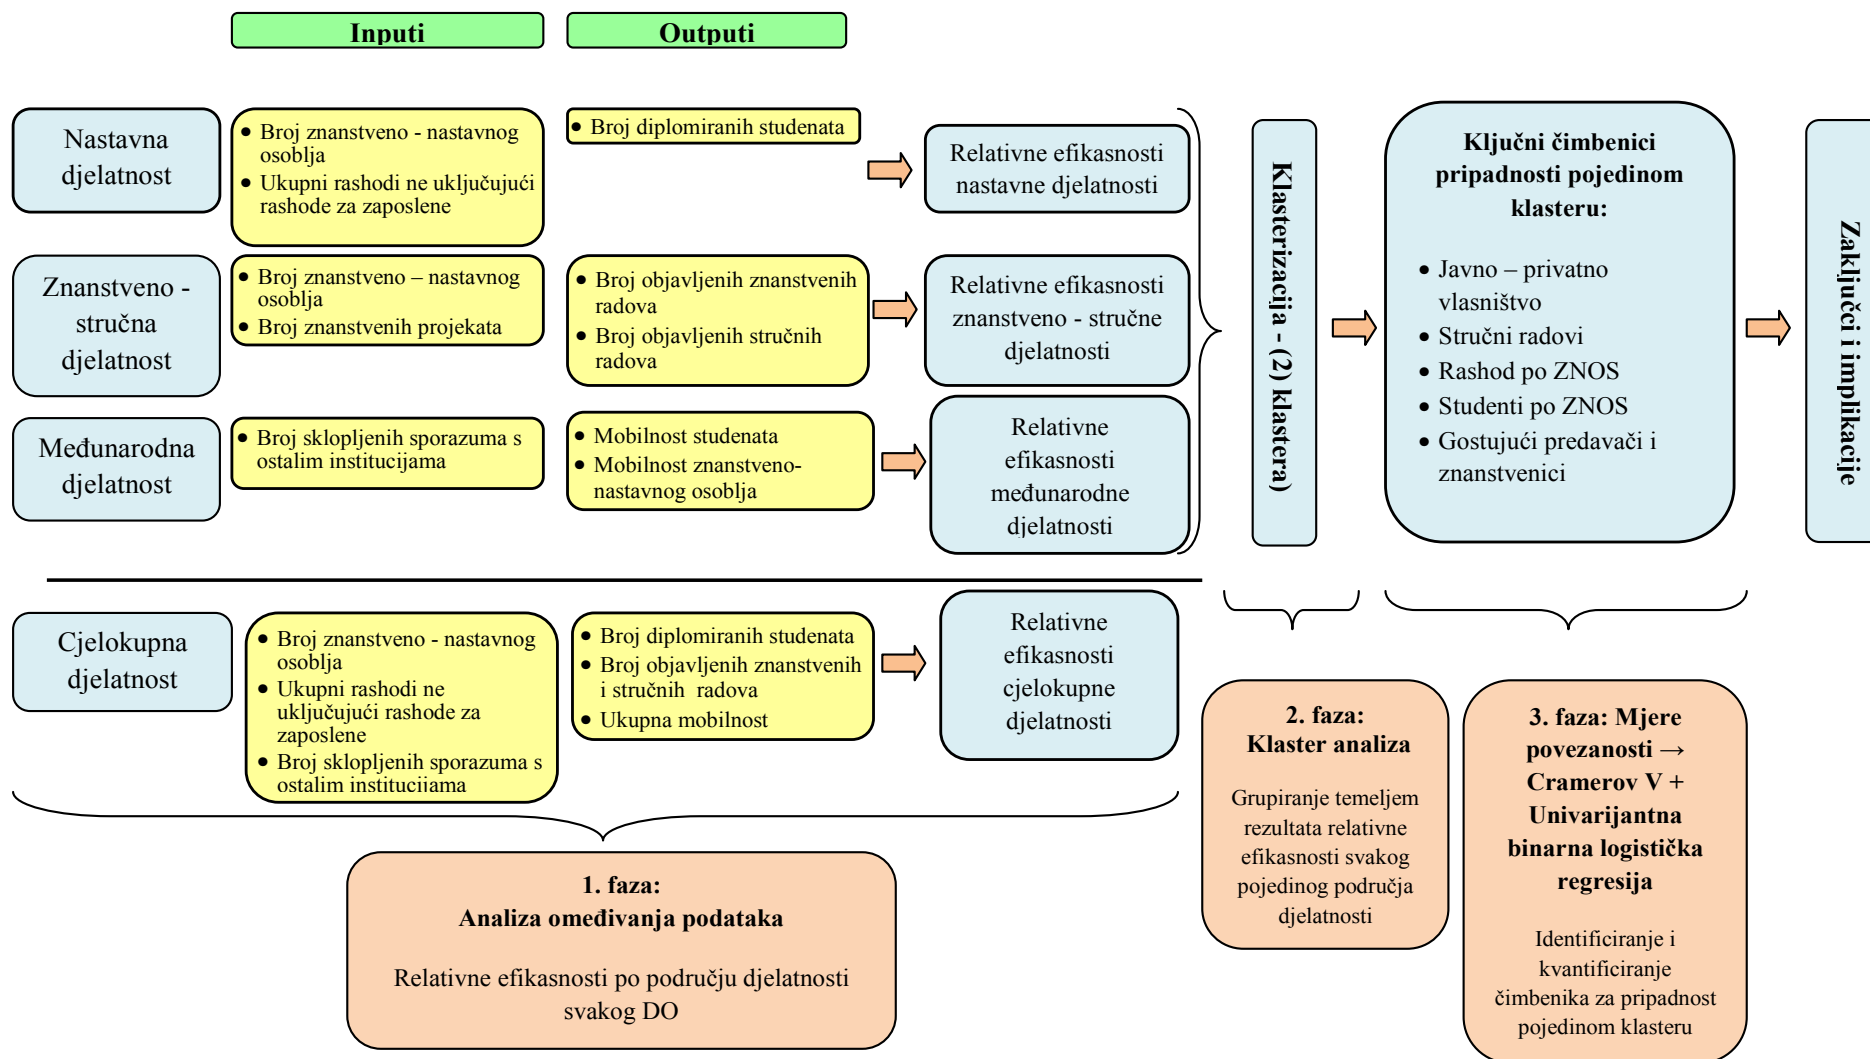 Inputi
Outputi
Nastavna
djelatnost
• Broj znanstveno - nastavnog
osoblja
• Ukupni rashodi ne uključujući
rashode za zaposlene
• Broj diplomiranih studenata
Relativne efikasnosti
nastavne djelatnosti
Znanstveno -
stručna
djelatnost
• Broj znanstveno – nastavnog
osoblja
• Broj znanstvenih projekata
• Broj objavljenih znanstvenih
radova
• Broj objavljenih stručnih
radova
Relativne efikasnosti
znanstveno - stručne
djelatnosti
Međunarodna
djelatnost
• Broj sklopljenih sporazuma s
ostalim institucijama
• Mobilnost studenata
• Mobilnost znanstveno-
nastavnog osoblja
Relativne
efikasnosti
međunarodne
djelatnosti
Klasterizacija - (2) klastera)
Ključni čimbenici
pripadnosti pojedinom
klasteru:
• Javno – privatno
vlasništvo
• Stručni radovi
• Rashod po ZNOS
• Studenti po ZNOS
• Gostujući predavači i
znanstvenici
Zaključci i implikacije
Cjelokupna
djelatnost
• Broj znanstveno - nastavnog
osoblja
• Ukupni rashodi ne
uključujući rashode za
zaposlene
• Broj sklopljenih sporazuma s
ostalim institucijama
• Broj diplomiranih studenata
• Broj objavljenih znanstvenih
i stručnih radova
• Ukupna mobilnost
Relativne
efikasnosti
cjelokupne
djelatnosti
1. faza:
Analiza omeđivanja podataka
Relativne efikasnosti po području djelatnosti
svakog DO
2. faza:
Klaster analiza
Grupiranje temeljem
rezultata relativne
efikasnosti svakog
pojedinog područja
djelatnosti
3. faza: Mjere
povezanosti →
Cramerov V +
Univarijantna
binarna logistička
regresija
Identificiranje i
kvantificiranje
čimbenika za pripadnost
pojedinom klasteru